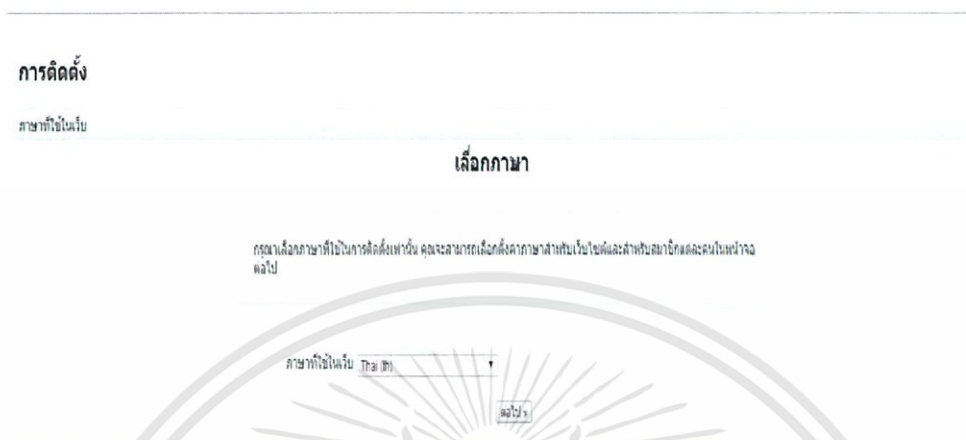 การติดตั้ง
ภาษาที่ใช้ในเว็บ
เลือกภาษา
กรุณาเลือกภาษาที่ใช้ในการติดตั้งเท่านั้น คุณจะสามารถเลือกตั้งค่าภาษาสำหรับเว็บไซต์และสำหรับสมาชิกแต่ละคนในหน้าจอ
ต่อไป
ภาษาที่ใช้ในเว็บ Thai (th)
ต่อไป »